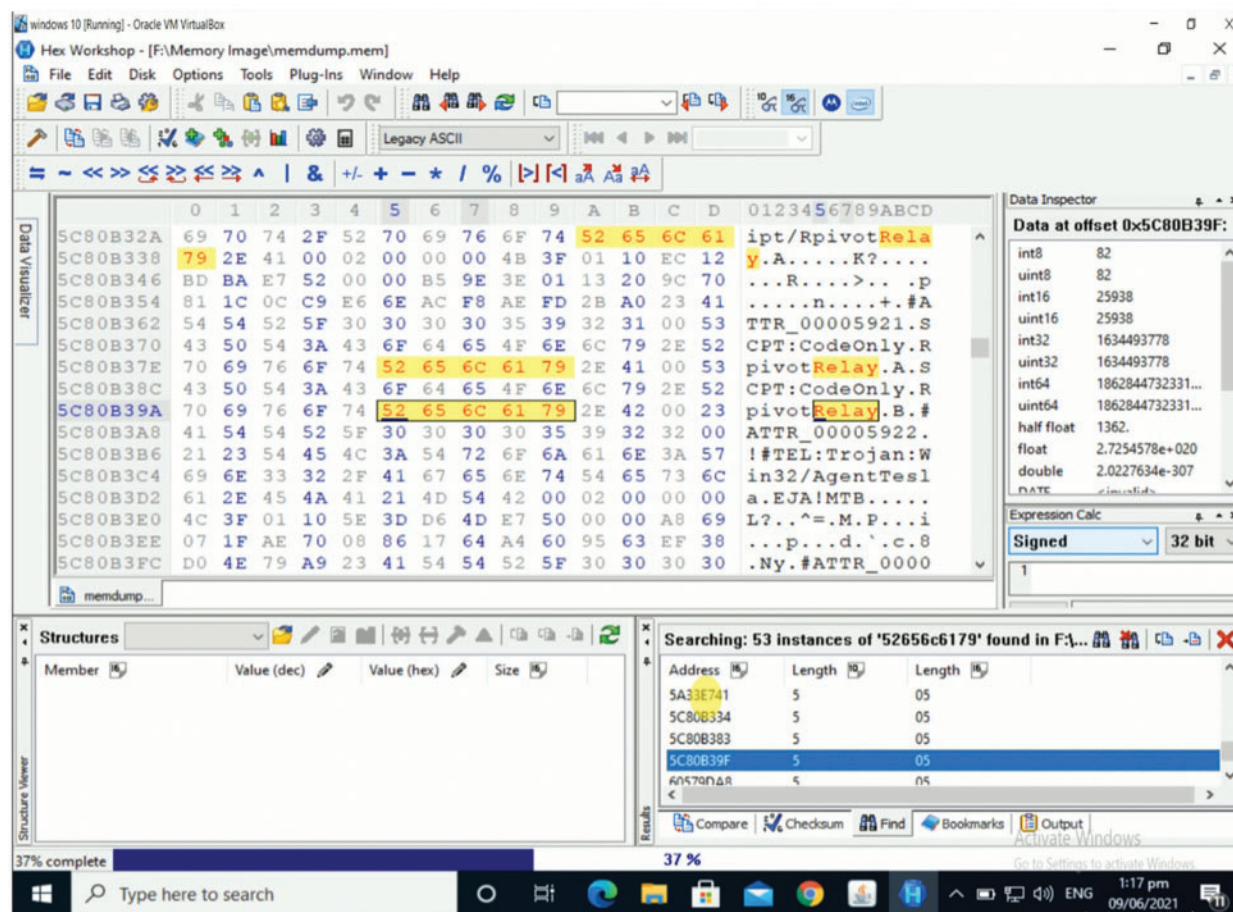 windows 10 [Running] - Oracle VM VirtualBox
Hex Workshop - [F:\Memory Image\memdump.mem]
File Edit Disk Options Tools Plug-Ins Window Help
Legacy ASCII
Data Visualizer
0 1 2 3 4 5 6 7 8 9 A B C D 0123456789ABCD
5C80B32A 69 70 74 2F 52 70 69 76 6F 74 52 65 6C 61 ipt/RpivotRela
5C80B338 79 2E 41 00 02 00 00 00 4B 3F 01 10 EC 12 y.A.....K?....
5C80B346 BD BA E7 52 00 00 B5 9E 3E 01 13 20 9C 70 ...R....>.. .p
5C80B354 81 1C 0C C9 E6 6E AC F8 AE FD 2B A0 23 41 .....n....+.#A
5C80B362 54 54 52 5F 30 30 30 30 35 39 32 31 00 53 TTR_00005921.S
5C80B370 43 50 54 3A 43 6F 64 65 4F 6E 6C 79 2E 52 CPT:CodeOnly.R
5C80B37E 70 69 76 6F 74 52 65 6C 61 79 2E 41 00 53 pivotRelay.A.S
5C80B38C 43 50 54 3A 43 6F 64 65 4F 6E 6C 79 2E 52 CPT:CodeOnly.R
5C80B39A 70 69 76 6F 74 52 65 6C 61 79 2E 42 00 23 pivotRelay.B.#
5C80B3A8 41 54 54 52 5F 30 30 30 30 35 39 32 32 00 ATTR_00005922.
5C80B3B6 21 23 54 45 4C 3A 54 72 6F 6A 61 6E 3A 57 !#TEL:Trojan:W
5C80B3C4 69 6E 33 32 2F 41 67 65 6E 74 54 65 73 6C in32/AgentTesl
5C80B3D2 61 2E 45 4A 41 21 4D 54 42 00 02 00 00 00 a.EJA!MTB.....
5C80B3E0 4C 3F 01 10 5E 3D D6 4D E7 50 00 00 A8 69 L?..^=.M.P...i
5C80B3EE 07 1F AE 70 08 86 17 64 A4 60 95 63 EF 38 ...p...d.`.c.8
5C80B3FC D0 4E 79 A9 23 41 54 54 52 5F 30 30 30 30 .Ny.#ATTR_0000
memdump...
Data Inspector
Data at offset 0x5C80B39F:
int8 82
uint8 82
int16 25938
uint16 25938
int32 1634493778
uint32 1634493778
int64 1862844732331...
uint64 1862844732331...
half float 1362.
float 2.7254578e+020
double 2.0227634e-307
DATE <invalid>
Expression Calc
Signed 32 bit
1
Structures
Member Value (dec) Value (hex) Size
Structure Viewer
Searching: 53 instances of '52656c6179' found in F:\...
Address Length Length
5A33E741 5 05
5C80B334 5 05
5C80B383 5 05
5C80B39F 5 05
60579DA8 5 05
Results
Compare Checksum Find Bookmarks Output
Activate Windows
Go to Settings to activate Windows.
37% complete 37 %
Type here to search
ENG
1:17 pm
09/06/2021
11